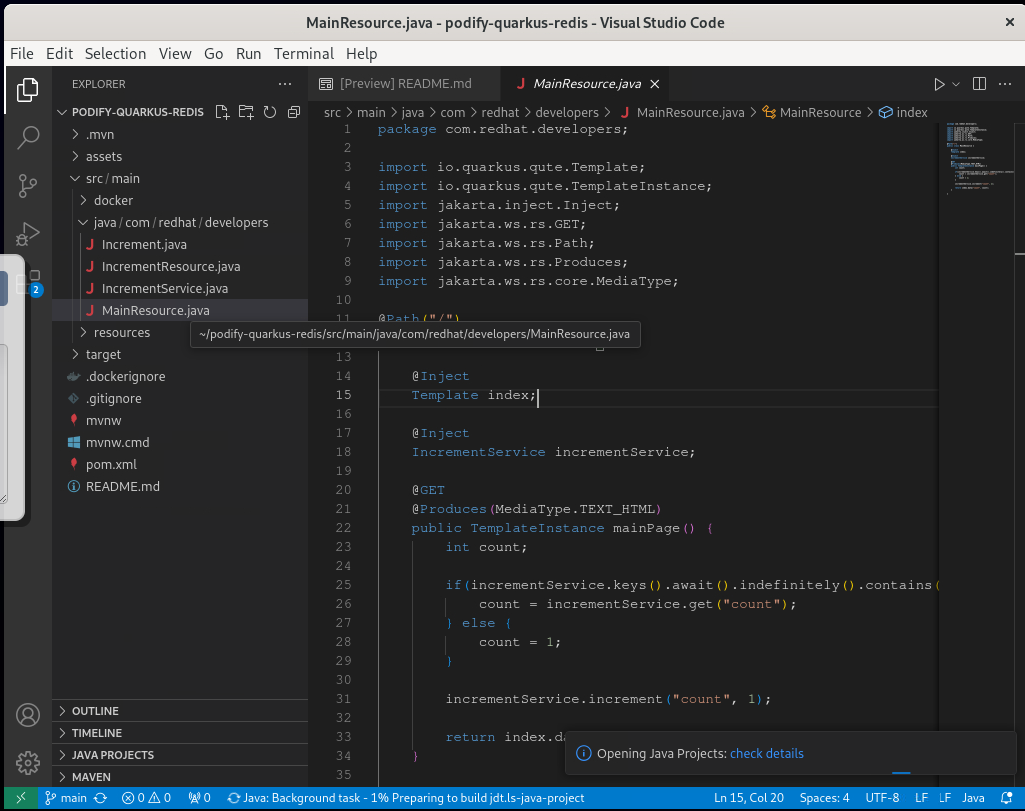 MainResource.java - podify-quarkus-redis - Visual Studio Code
File Edit Selection View Go Run Terminal Help
EXPLORER
PODIFY-QUARKUS-REDIS
.mvn
assets
src / main
docker
java / com / redhat / developers
J Increment.java
J IncrementResource.java
J IncrementService.java
J MainResource.java
resources
target
.dockerignore
.gitignore
mvnw
mvnw.cmd
pom.xml
README.md
OUTLINE
TIMELINE
JAVA PROJECTS
MAVEN
2
[Preview] README.md
J MainResource.java
src > main > java > com > redhat > developers > J MainResource.java > MainResource > index
1 package com.redhat.developers;
2
3 import io.quarkus.qute.Template;
4 import io.quarkus.qute.TemplateInstance;
5 import jakarta.inject.Inject;
6 import jakarta.ws.rs.GET;
7 import jakarta.ws.rs.Path;
8 import jakarta.ws.rs.Produces;
9 import jakarta.ws.rs.core.MediaType;
10
11 @Path("/")
~/podify-quarkus-redis/src/main/java/com/redhat/developers/MainResource.java
13
14 @Inject
15 Template index;
16
17 @Inject
18 IncrementService incrementService;
19
20 @GET
21 @Produces(MediaType.TEXT_HTML)
22 public TemplateInstance mainPage() {
23 int count;
24
25 if(incrementService.keys().await().indefinitely().contains(
26 count = incrementService.get("count");
27 } else {
28 count = 1;
29 }
30
31 incrementService.increment("count", 1);
32
33 return index.da
34 }
35
Opening Java Projects: check details
main 0 0 0 Java: Background task - 1% Preparing to build jdt.ls-java-project Ln 15, Col 20 Spaces: 4 UTF-8 LF LF Java